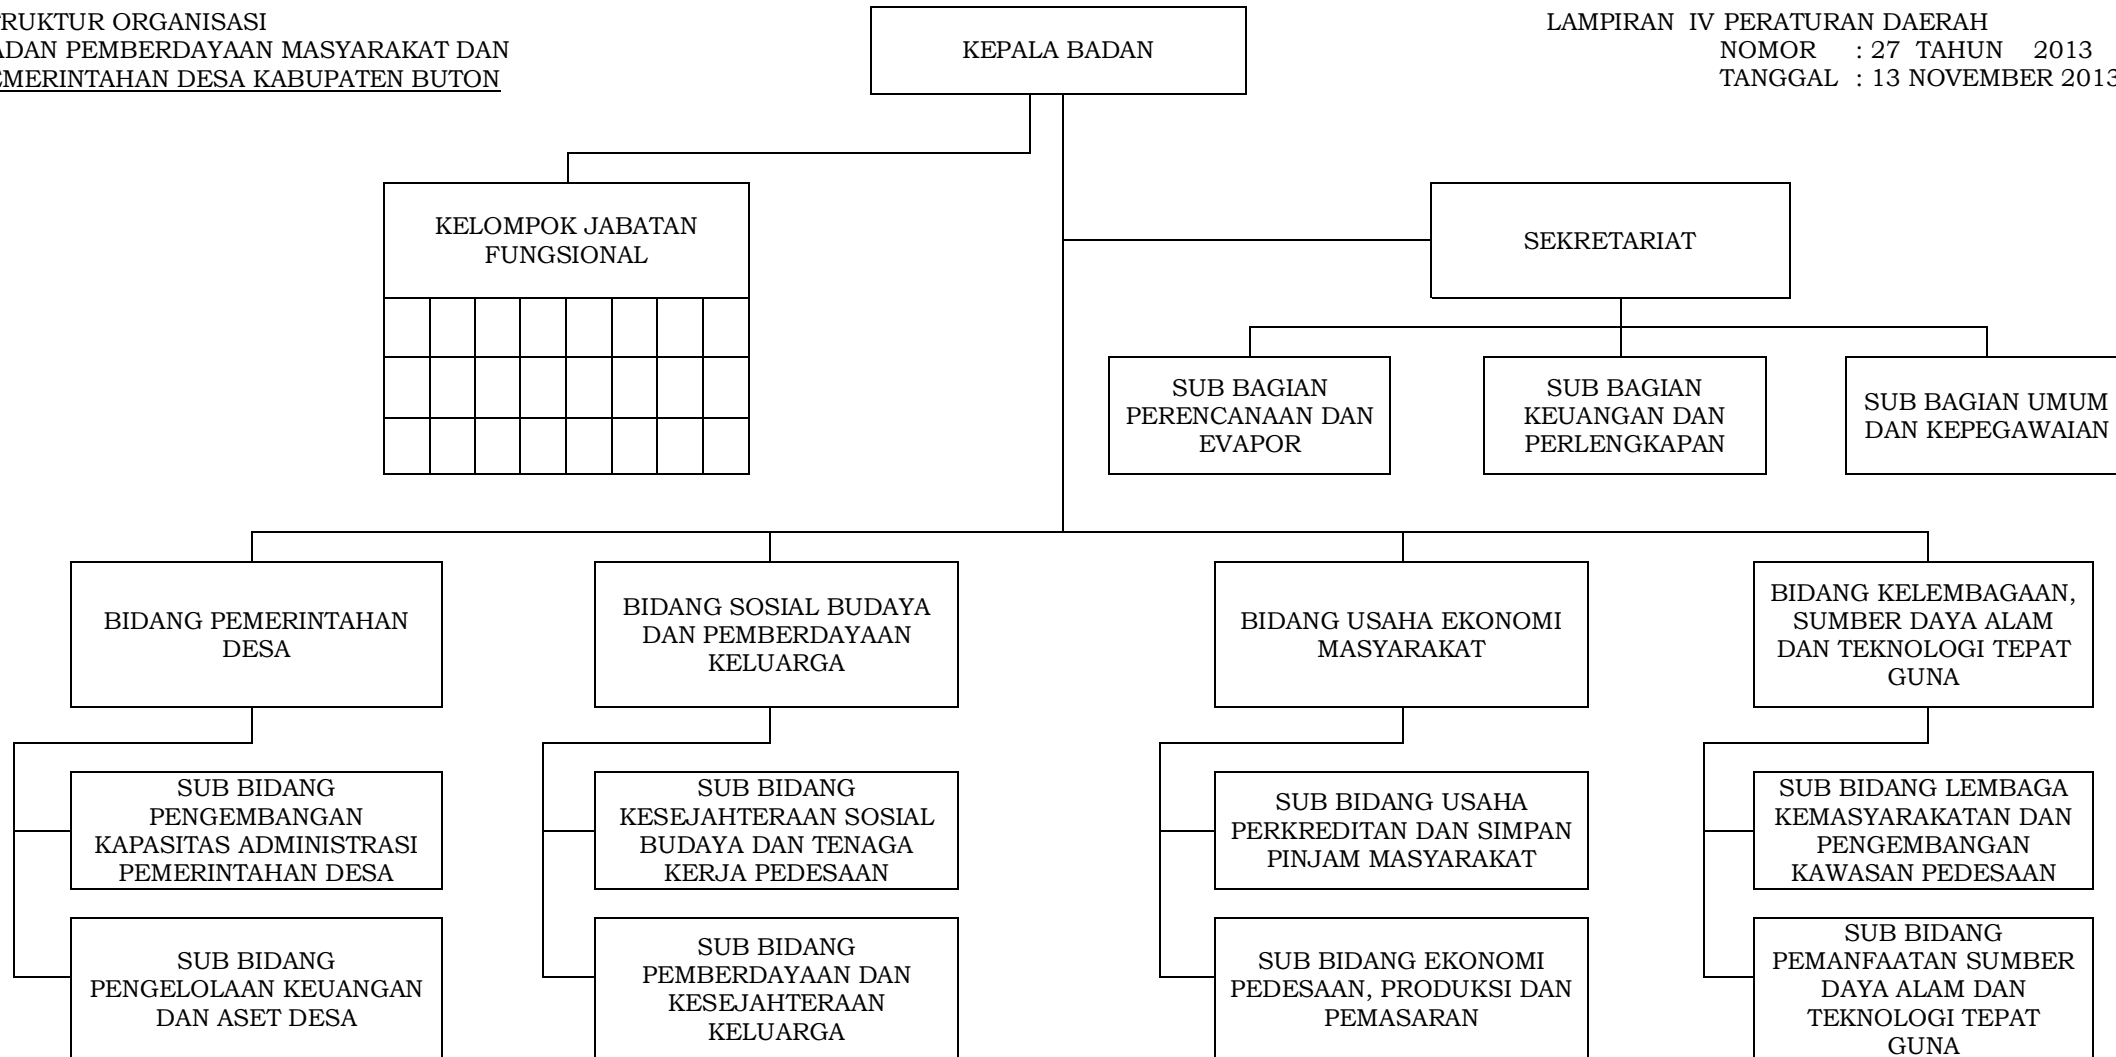 RUKTUR ORGANISASI
ADAN PEMBERDAYAAN MASYARAKAT DAN
EMERINTAHAN DESA KABUPATEN BUTON
KEPALA BADAN
LAMPIRAN IV PERATURAN DAERAH
NOMOR : 27 TAHUN 2013
TANGGAL : 13 NOVEMBER 2013
KELOMPOK JABATAN
FUNGSIONAL
SEKRETARIAT
SUB BAGIAN
PERENCANAAN DAN
EVAPOR
SUB BAGIAN
KEUANGAN DAN
PERLENGKAPAN
SUB BAGIAN UMUM
DAN KEPEGAWAIAN
BIDANG PEMERINTAHAN
DESA
BIDANG SOSIAL BUDAYA
DAN PEMBERDAYAAN
KELUARGA
BIDANG USAHA EKONOMI
MASYARAKAT
BIDANG KELEMBAGAAN,
SUMBER DAYA ALAM
DAN TEKNOLOGI TEPAT
GUNA
SUB BIDANG
PENGEMBANGAN
KAPASITAS ADMINISTRASI
PEMERINTAHAN DESA
SUB BIDANG
KESEJAHTERAAN SOSIAL
BUDAYA DAN TENAGA
KERJA PEDESAAN
SUB BIDANG USAHA
PERKREDITAN DAN SIMPAN
PINJAM MASYARAKAT
SUB BIDANG LEMBAGA
KEMASYARAKATAN DAN
PENGEMBANGAN
KAWASAN PEDESAAN
SUB BIDANG
PENGELOLAAN KEUANGAN
DAN ASET DESA
SUB BIDANG
PEMBERDAYAAN DAN
KESEJAHTERAAN
KELUARGA
SUB BIDANG EKONOMI
PEDESAAN, PRODUKSI DAN
PEMASARAN
SUB BIDANG
PEMANFAATAN SUMBER
DAYA ALAM DAN
TEKNOLOGI TEPAT
GUNA